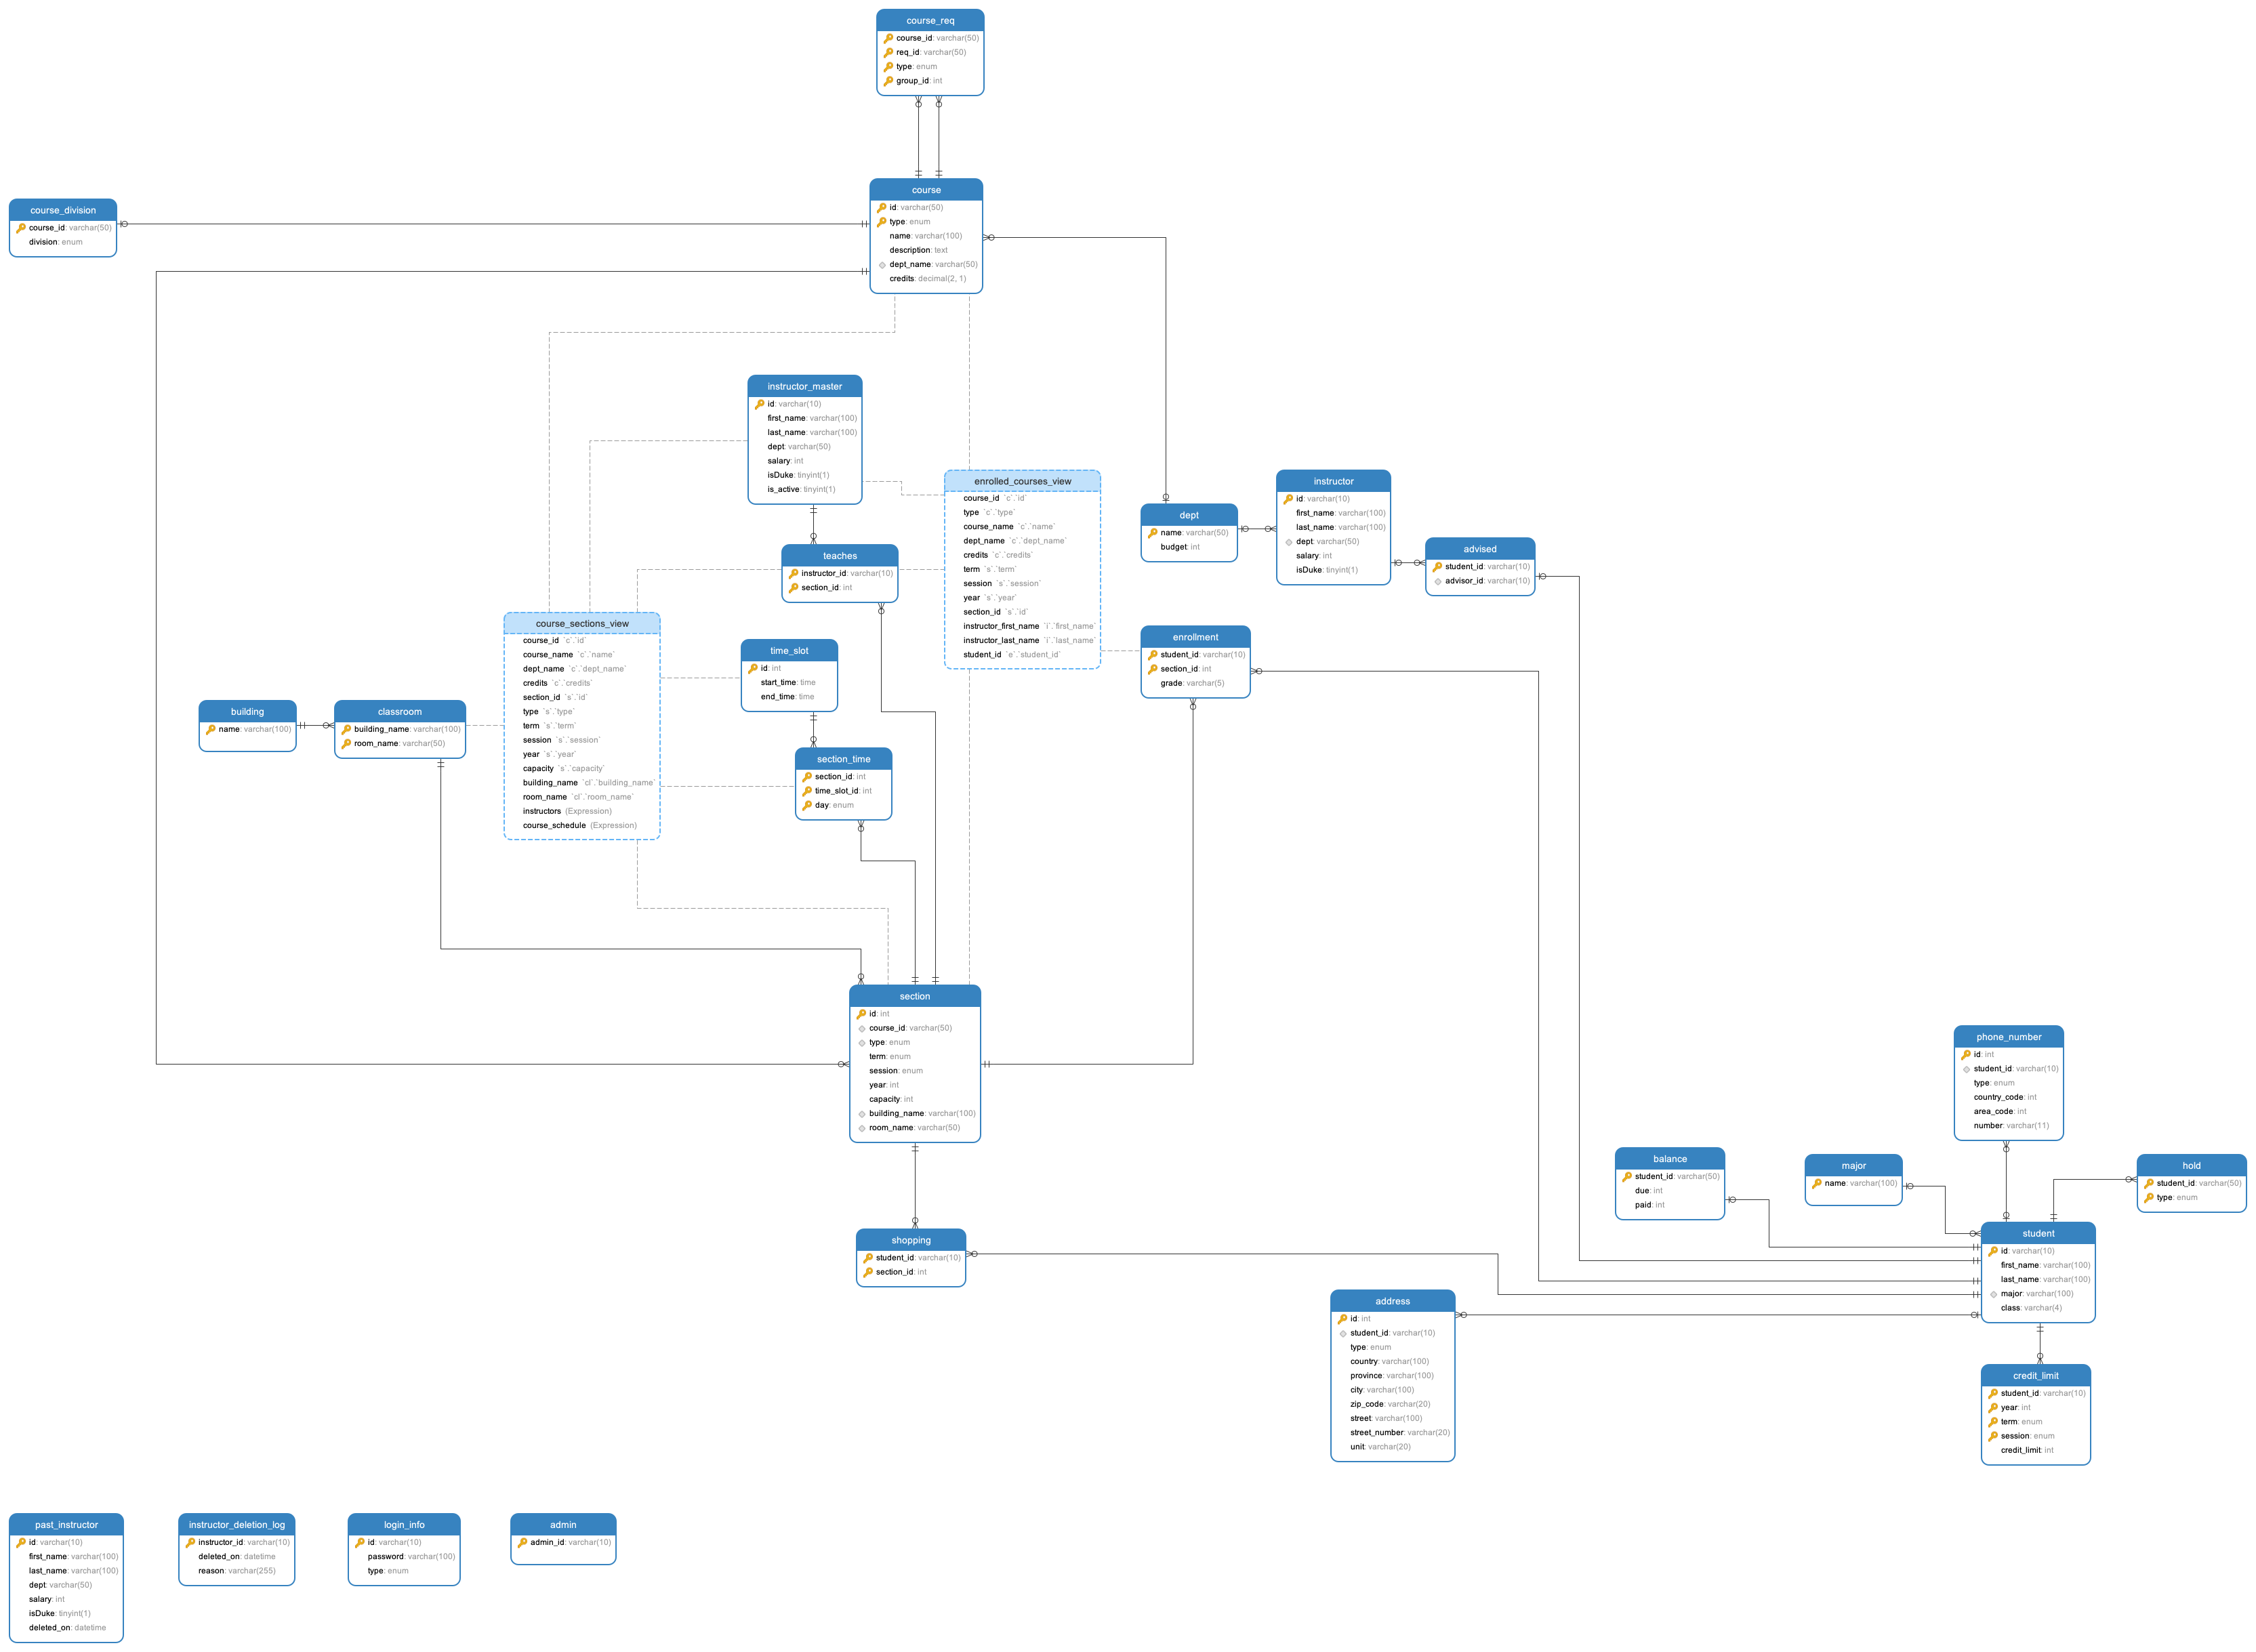 course_req
course_id: varchar(50)
req_id: varchar(50)
type: enum
group_id: int
course
id: varchar(50)
type: enum
name: varchar(100)
description: text
dept_name: varchar(50)
credits: decimal(2, 1)
course_division
course_id: varchar(50)
division: enum
instructor_master
id: varchar(10)
first_name: varchar(100)
last_name: varchar(100)
dept: varchar(50)
salary: int
isDuke: tinyint(1)
is_active: tinyint(1)
enrolled_courses_view
course_id `c`.`id`
type `c`.`type`
course_name `c`.`name`
dept_name `c`.`dept_name`
credits `c`.`credits`
term `s`.`term`
session `s`.`session`
year `s`.`year`
section_id `s`.`id`
instructor_first_name `i`.`first_name`
instructor_last_name `i`.`last_name`
student_id `e`.`student_id`
dept
name: varchar(50)
budget: int
instructor
id: varchar(10)
first_name: varchar(100)
last_name: varchar(100)
dept: varchar(50)
salary: int
isDuke: tinyint(1)
advised
student_id: varchar(10)
advisor_id: varchar(10)
teaches
instructor_id: varchar(10)
section_id: int
course_sections_view
course_id `c`.`id`
course_name `c`.`name`
dept_name `c`.`dept_name`
credits `c`.`credits`
section_id `s`.`id`
type `s`.`type`
term `s`.`term`
session `s`.`session`
year `s`.`year`
capacity `s`.`capacity`
building_name `cl`.`building_name`
room_name `cl`.`room_name`
instructors (Expression)
course_schedule (Expression)
time_slot
id: int
start_time: time
end_time: time
enrollment
student_id: varchar(10)
section_id: int
grade: varchar(5)
building
name: varchar(100)
classroom
building_name: varchar(100)
room_name: varchar(50)
section_time
section_id: int
time_slot_id: int
day: enum
section
id: int
course_id: varchar(50)
type: enum
term: enum
session: enum
year: int
capacity: int
building_name: varchar(100)
room_name: varchar(50)
phone_number
id: int
student_id: varchar(10)
type: enum
country_code: int
area_code: int
number: varchar(11)
balance
student_id: varchar(50)
due: int
paid: int
major
name: varchar(100)
hold
student_id: varchar(50)
type: enum
shopping
student_id: varchar(10)
section_id: int
student
id: varchar(10)
first_name: varchar(100)
last_name: varchar(100)
major: varchar(100)
class: varchar(4)
address
id: int
student_id: varchar(10)
type: enum
country: varchar(100)
province: varchar(100)
city: varchar(100)
zip_code: varchar(20)
street: varchar(100)
street_number: varchar(20)
unit: varchar(20)
credit_limit
student_id: varchar(10)
year: int
term: enum
session: enum
credit_limit: int
past_instructor
id: varchar(10)
first_name: varchar(100)
last_name: varchar(100)
dept: varchar(50)
salary: int
isDuke: tinyint(1)
deleted_on: datetime
instructor_deletion_log
instructor_id: varchar(10)
deleted_on: datetime
reason: varchar(255)
login_info
id: varchar(10)
password: varchar(100)
type: enum
admin
admin_id: varchar(10)